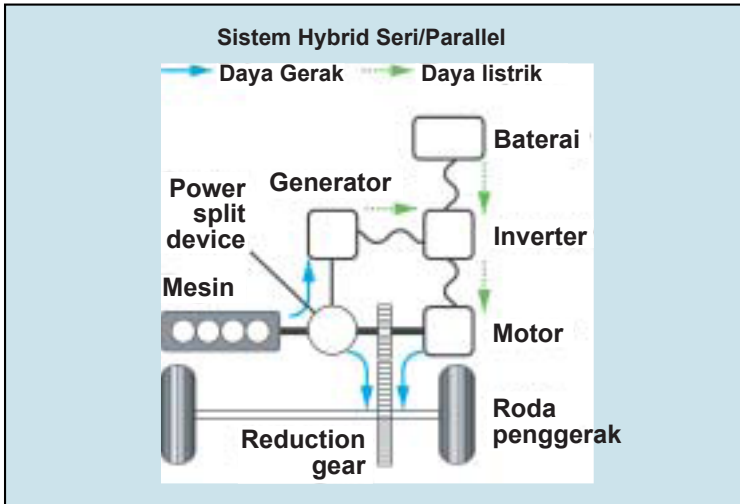 Sistem Hybrid Seri/Parallel
Daya Gerak
Daya listrik
Baterai
Generator
Power
split
device
Inverter
Mesin
Motor
Roda
penggerak
Reduction
gear